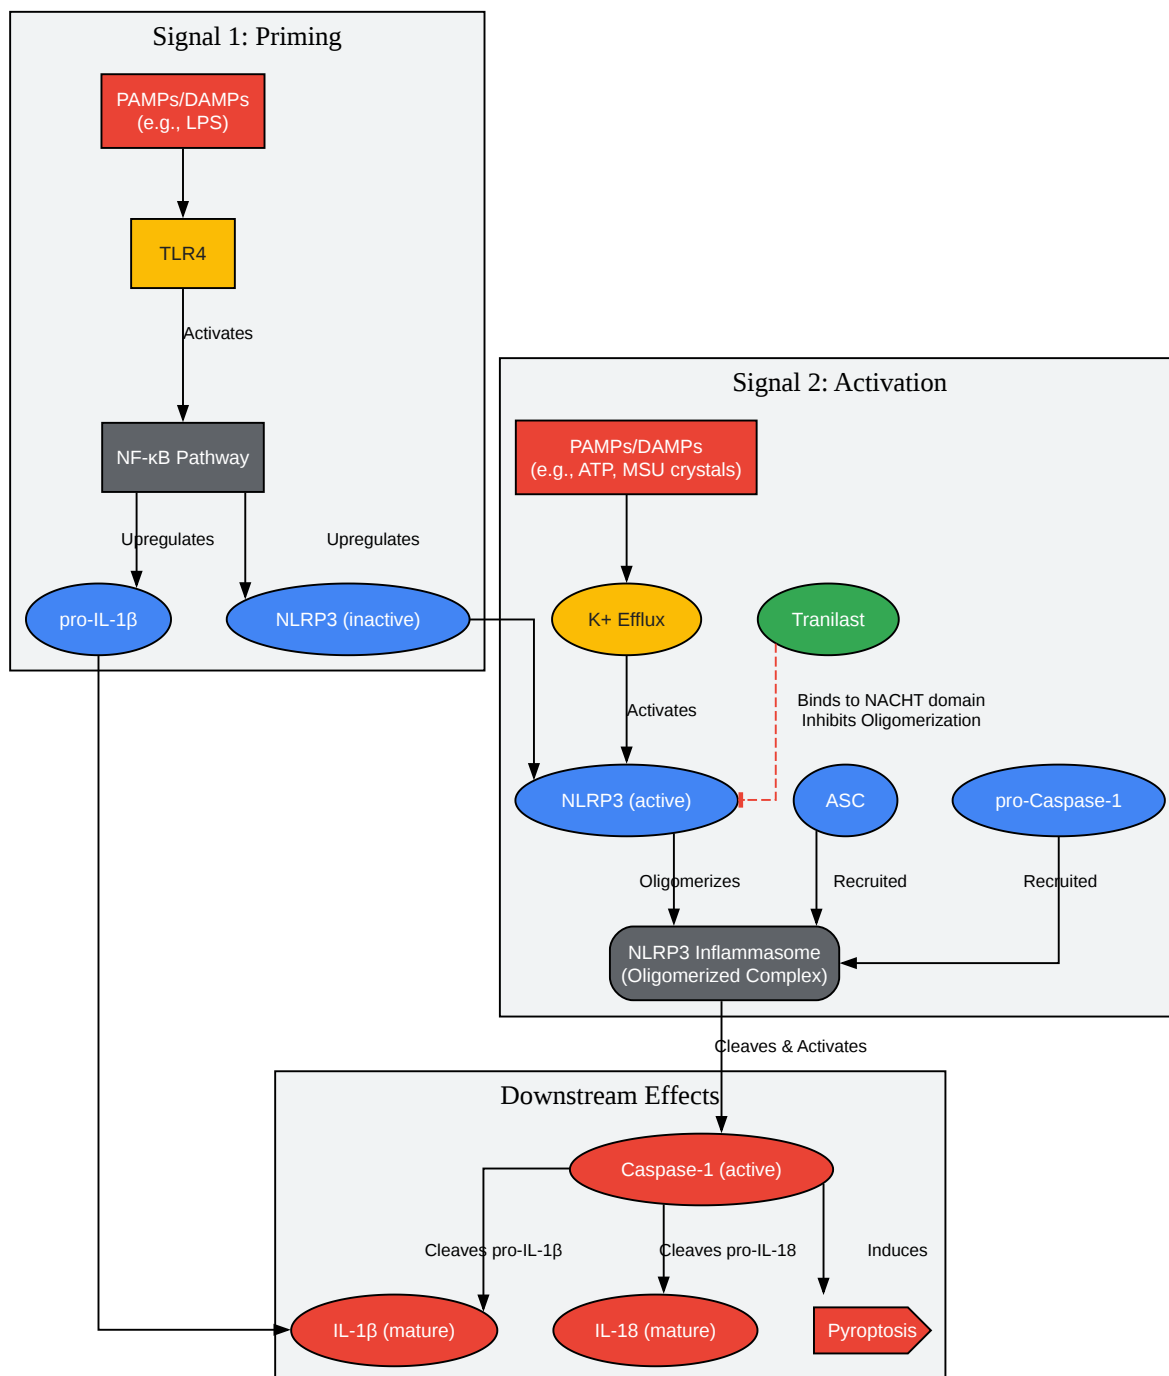 Signal 1: Priming
PAMPs/DAMPs
(e.g., LPS)
TLR4
Activates
NF-κB Pathway
Upregulates
Upregulates
pro-IL-1β
NLRP3 (inactive)
Signal 2: Activation
PAMPs/DAMPs
(e.g., ATP, MSU crystals)
K+ Efflux
Tranilast
Activates
Binds to NACHT domain
Inhibits Oligomerization
NLRP3 (active)
ASC
pro-Caspase-1
Oligomerizes
Recruited
Recruited
NLRP3 Inflammasome
(Oligomerized Complex)
Cleaves & Activates
Downstream Effects
Caspase-1 (active)
Cleaves pro-IL-1β
Cleaves pro-IL-18
Induces
IL-1β (mature)
IL-18 (mature)
Pyroptosis